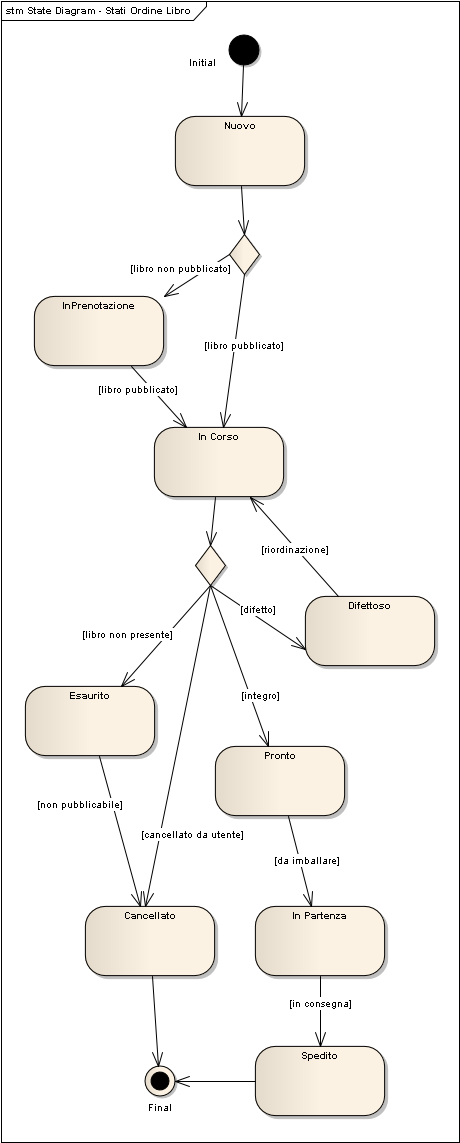 stm State Diagram - Stati Ordine Libro
Initial
Nuovo
[libro non pubblicato]
InPrenotazione
[libro pubblicato]
[libro pubblicato]
In Corso
[riordinazione]
Difettoso
[difetto]
[libro non presente]
Esaurito
[integro]
Pronto
[non pubblicabile]
[cancellato da utente]
[da imballare]
Cancellato
In Partenza
[in consegna]
Spedito
Final